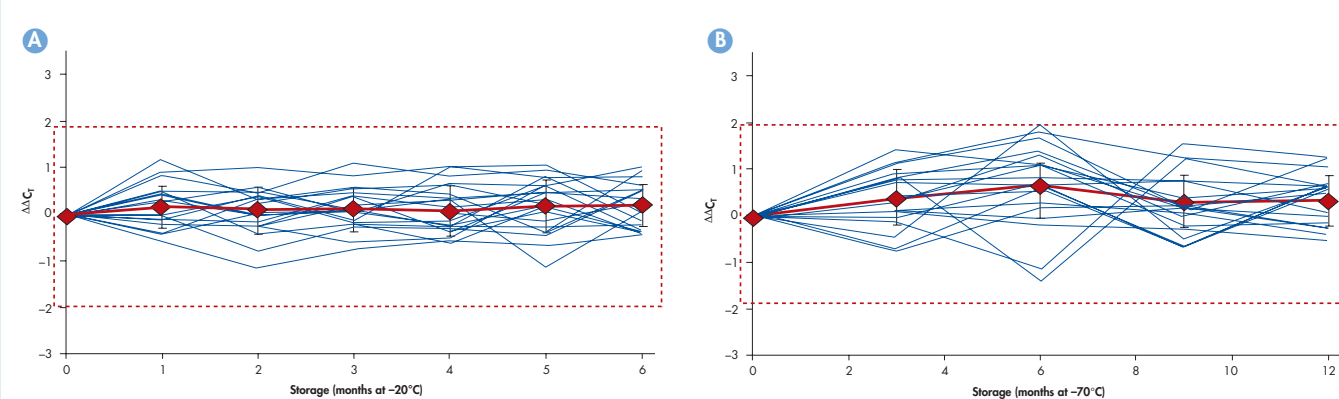 A
3
2
1
0
–1
–2
–3
ΔΔCT
0 1 2 3 4 5 6
Storage (months at –20°C)
B
3
2
1
0
–1
–2
–3
ΔΔCT
0 2 4 6 8 10 12
Storage (months at –70°C)